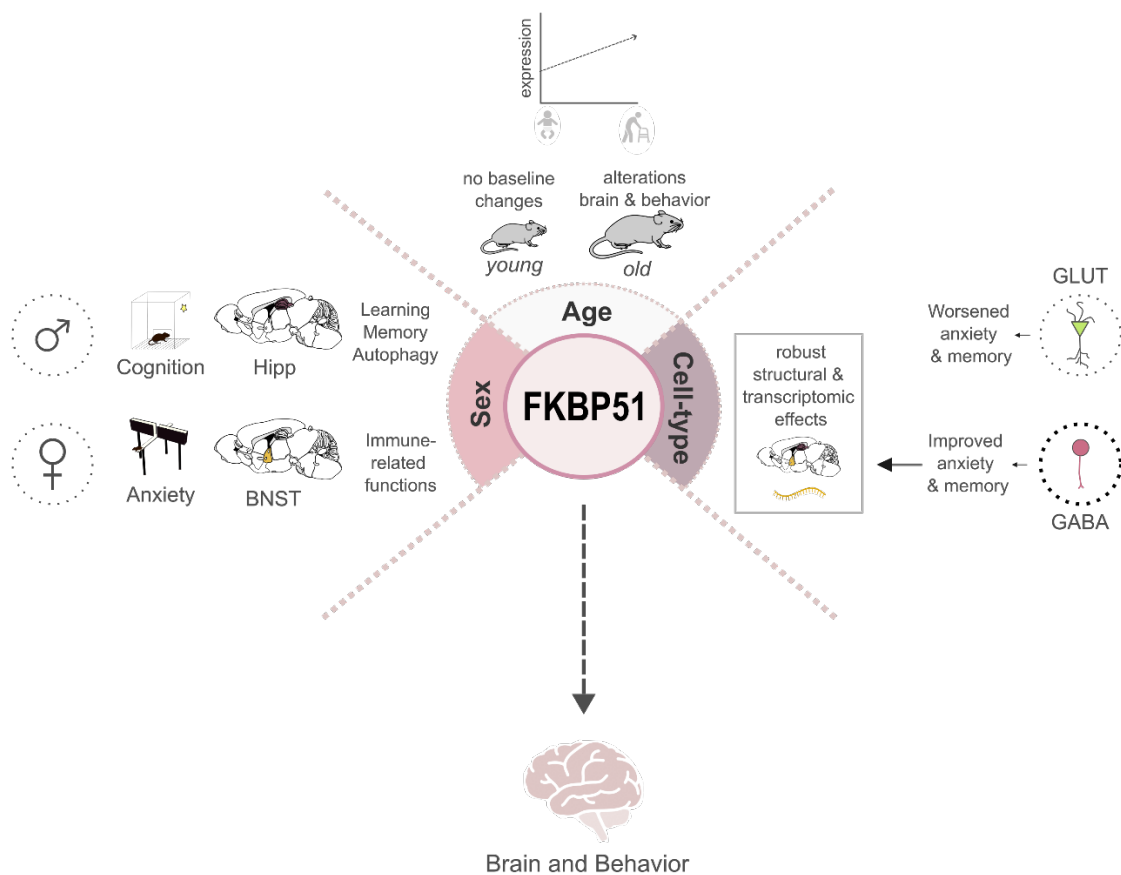 expression
no baseline
changes
young
alterations
brain & behavior
old
Age
Sex
FKBP51
Cell-type
Cognition
Hipp
Learning
Memory
Autophagy
Anxiety
BNST
Immune-
related
functions
robust
structural &
transcriptomic
effects
GLUT
Worsened
anxiety
& memory
Improved
anxiety
& memory
GABA
Brain and Behavior